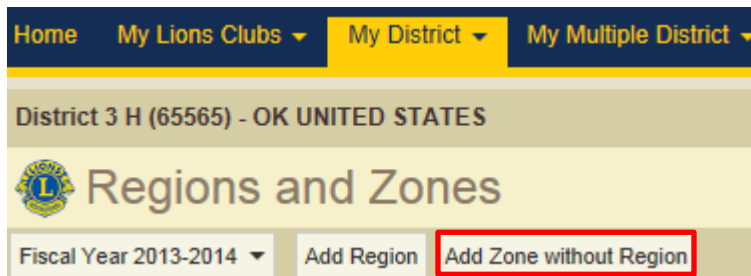 Home My Lions Clubs My District My Multiple District
District 3 H (65565) - OK UNITED STATES
L Regions and Zones
Fiscal Year 2013-2014 Add Region Add Zone without Region